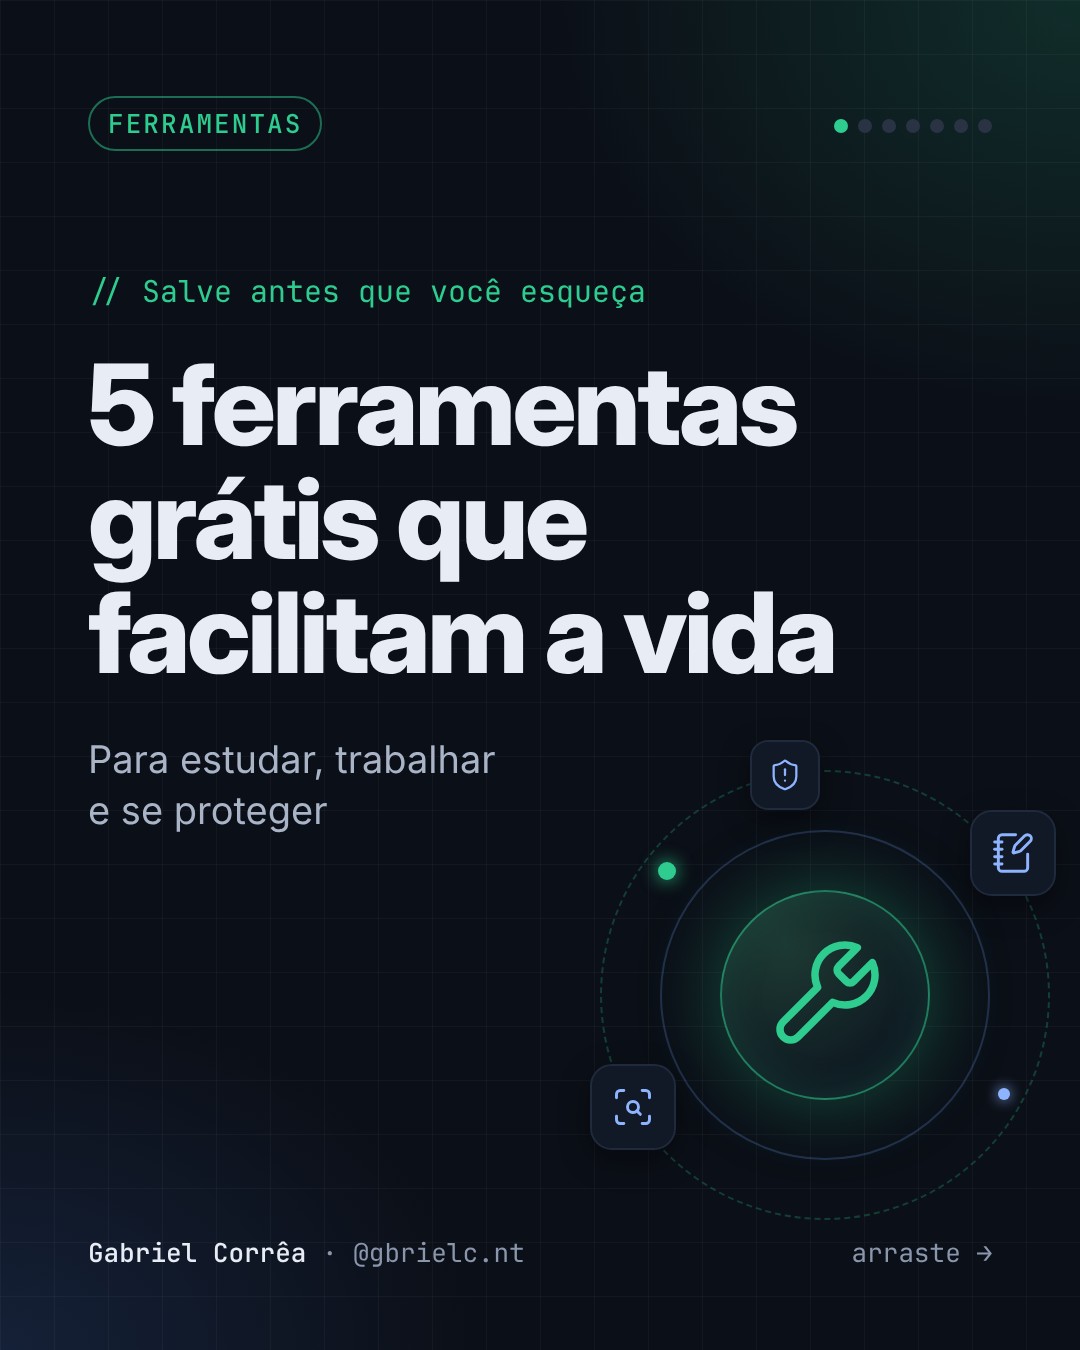 FERRAMENTAS
// Salve antes que você esqueça
5 ferramentas
grátis que
facilitam a vida
Para estudar, trabalhar
e se proteger
Gabriel Corrêa · @gbrielc.nt
arraste →